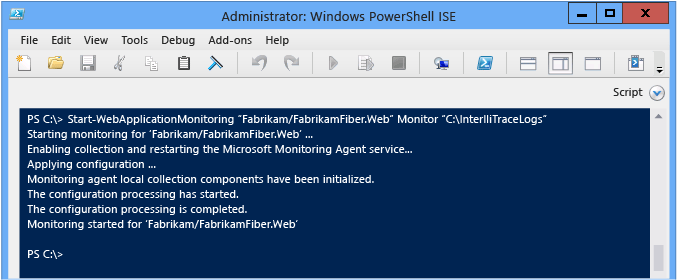 Administrator: Windows PowerShell ISE
File Edit View Tools Debug Add-ons Help
Script
PS C:\> Start-WebApplicationMonitoring “Fabrikam/FabrikamFiber.Web” Monitor “C:\InterlliTraceLogs”
Starting monitoring for ‘Fabrikam/FabrikamFiber.Web’ ...
Enabling collection and restarting the Microsoft Monitoring Agent service...
Applying configuration ...
Monitoring agent local collection components have been initialized.
The configuration processing has started.
The configuration processing is completed.
Monitoring started for ‘Fabrikam/FabrikamFiber.Web’
PS C:\>